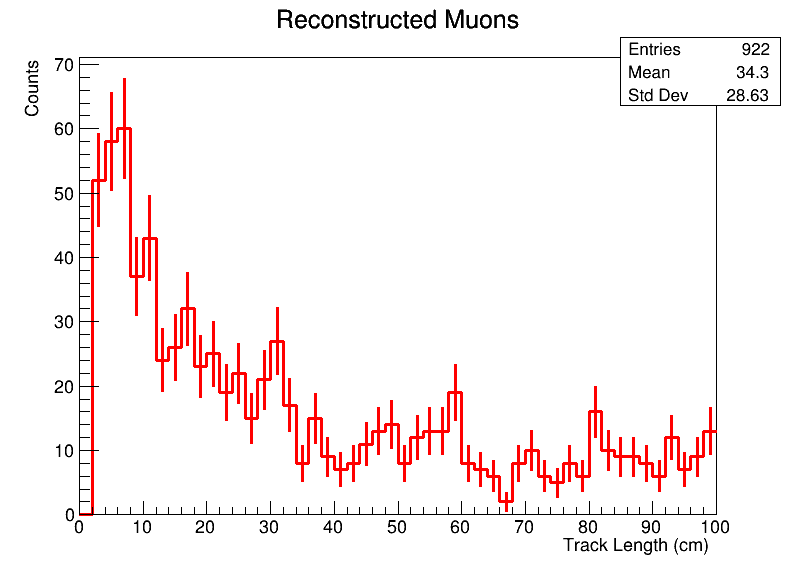 Reconstructed Muons
Entries 922
Mean 34.3
Std Dev 28.63
Counts
70
60
50
40
30
20
10
0
0 10 20 30 40 50 60 70 80 90 100
Track Length (cm)